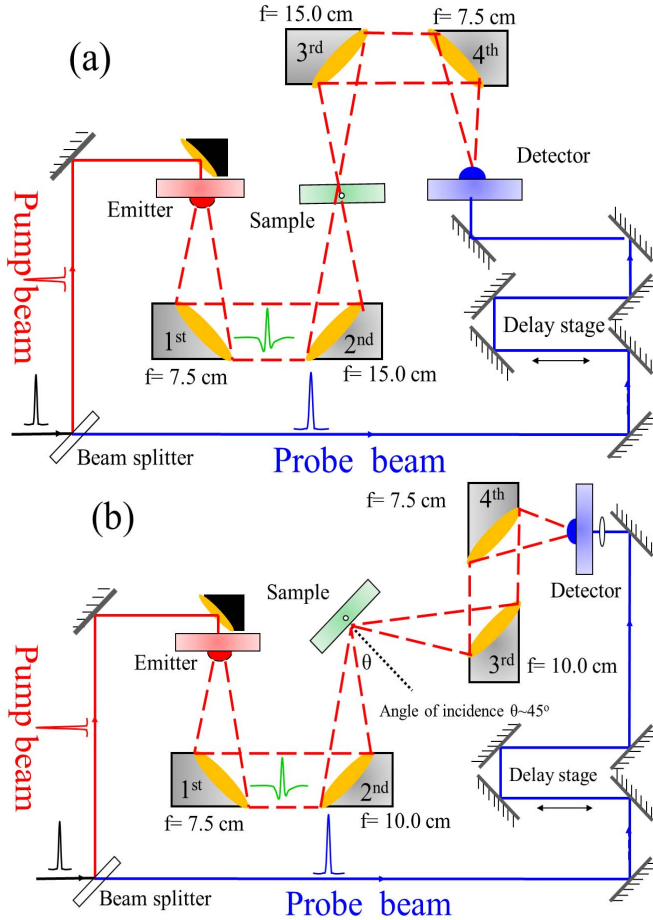 f= 15.0 cm
f= 7.5 cm
(a)
3rd
4th
Detector
Emitter
Sample
Pump beam
1st
2nd
Delay stage
f= 7.5 cm
f= 15.0 cm
Beam splitter
Probe beam
(b)
4th
f= 7.5 cm
Sample
Detector
Emitter
θ
3rd
f= 10.0 cm
Pump beam
Angle of incidence θ~45°
1st
2nd
Delay stage
f= 7.5 cm
f= 10.0 cm
Beam splitter
Probe beam